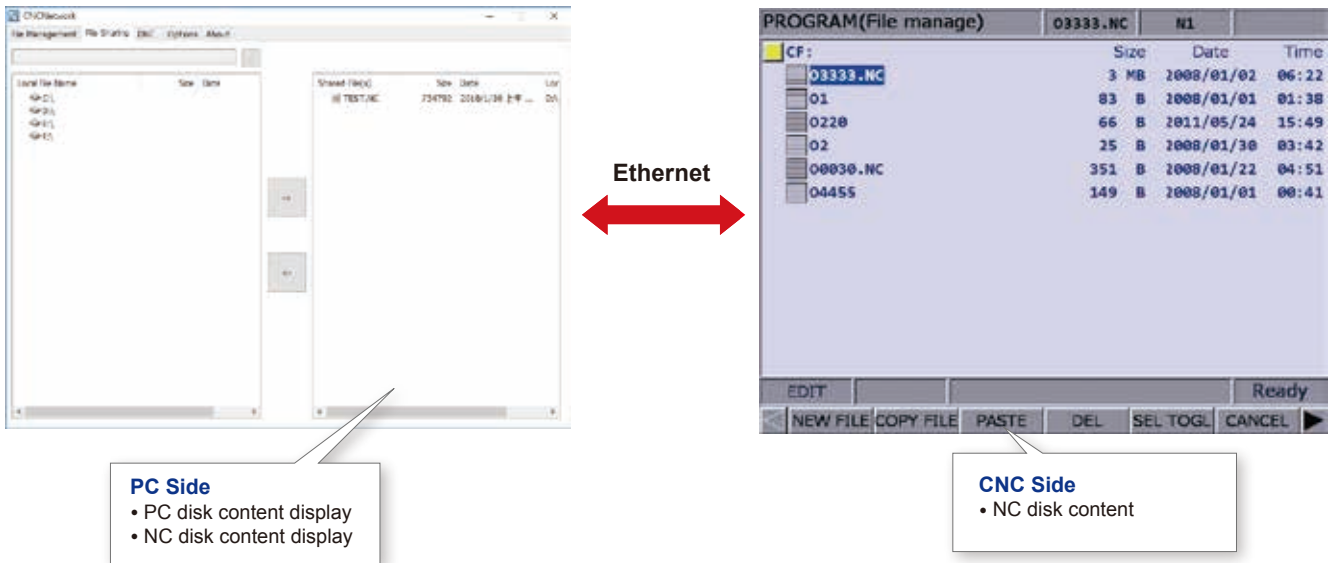 CNCNetwork
File Management File Sharing DNC Options About
Local File Name Size Date
C:\
D:\
E:\
F:\
Shared File(s) Size Date
TEST.NC
Ethernet
PROGRAM(File manage) O3333.NC N1
CF: Size Date Time
O3333.NC 3 MB 2008/01/02 06:22
O1 83 B 2008/01/01 01:38
O220 66 B 2011/05/24 15:49
O2 25 B 2008/01/30 03:42
O0030.NC 351 B 2008/01/22 04:51
O4455 149 B 2008/01/01 00:41
EDIT Ready
NEW FILE COPY FILE PASTE DEL SEL TOGL CANCEL
PC Side
• PC disk content display
• NC disk content display
CNC Side
• NC disk content